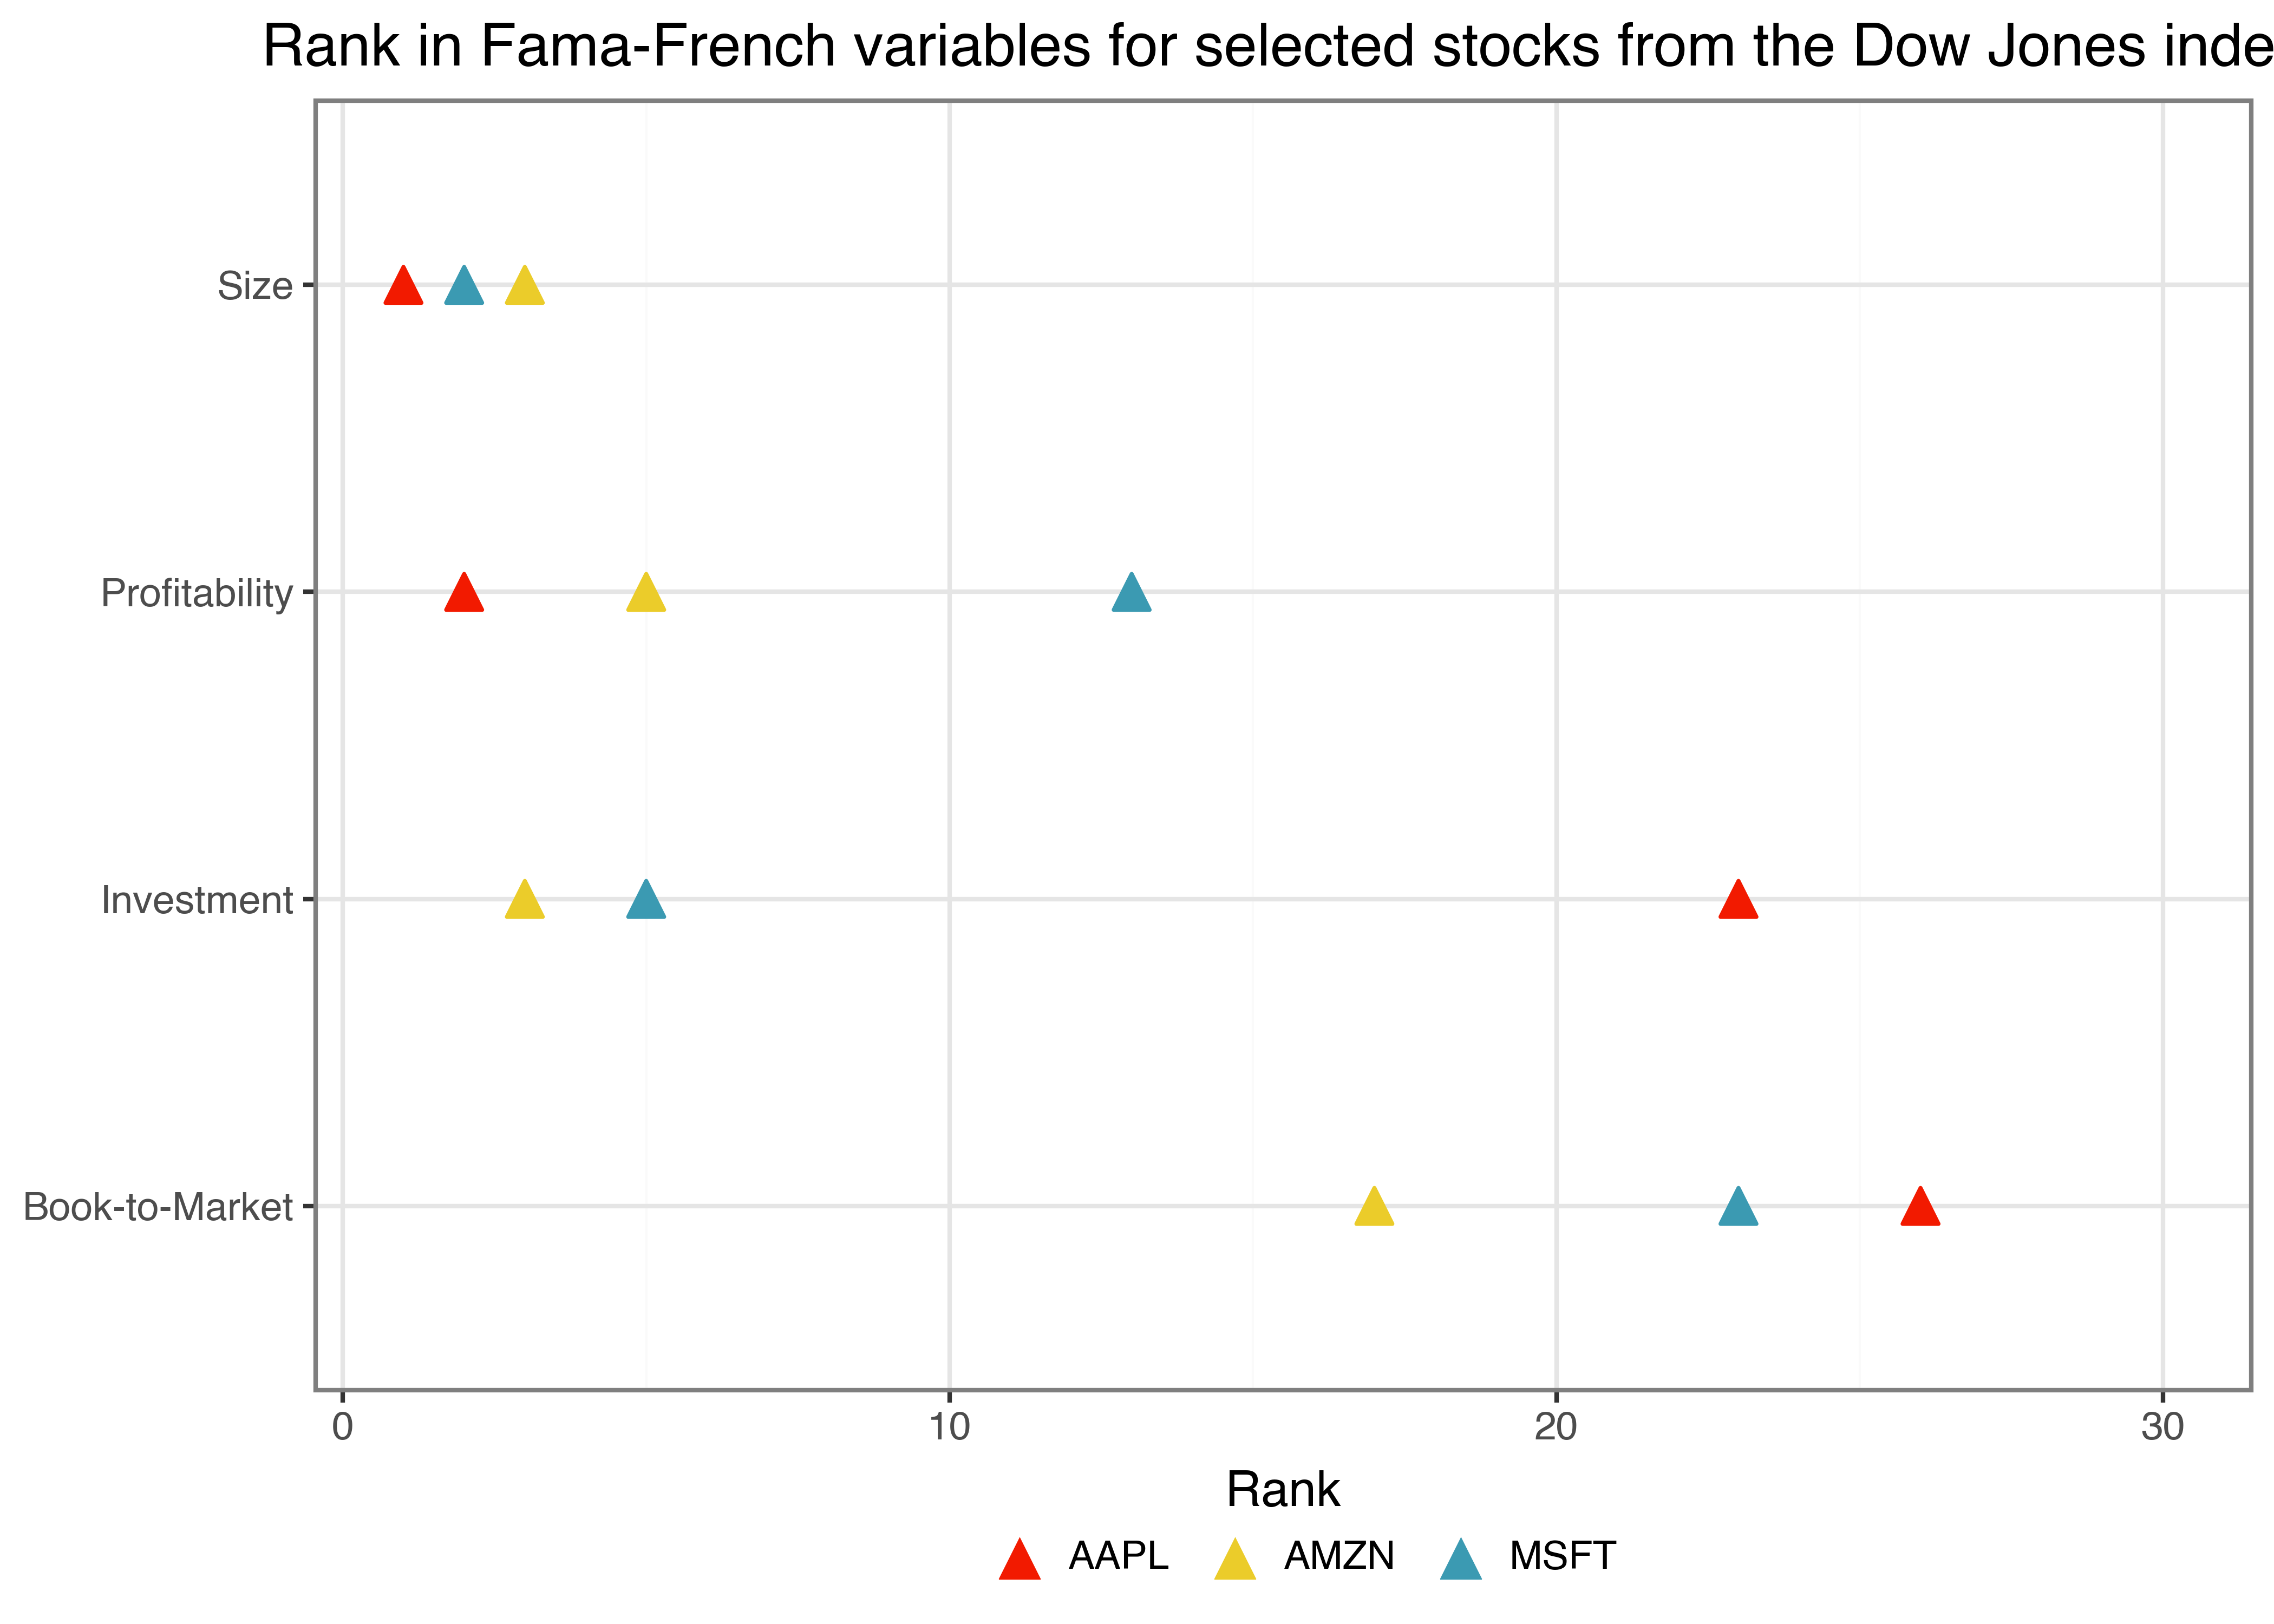 Rank in Fama-French variables for selected stocks from the Dow Jones inde
Size
Profitability
Investment
Book-to-Market
0 10 20 30
Rank
AAPL AMZN MSFT